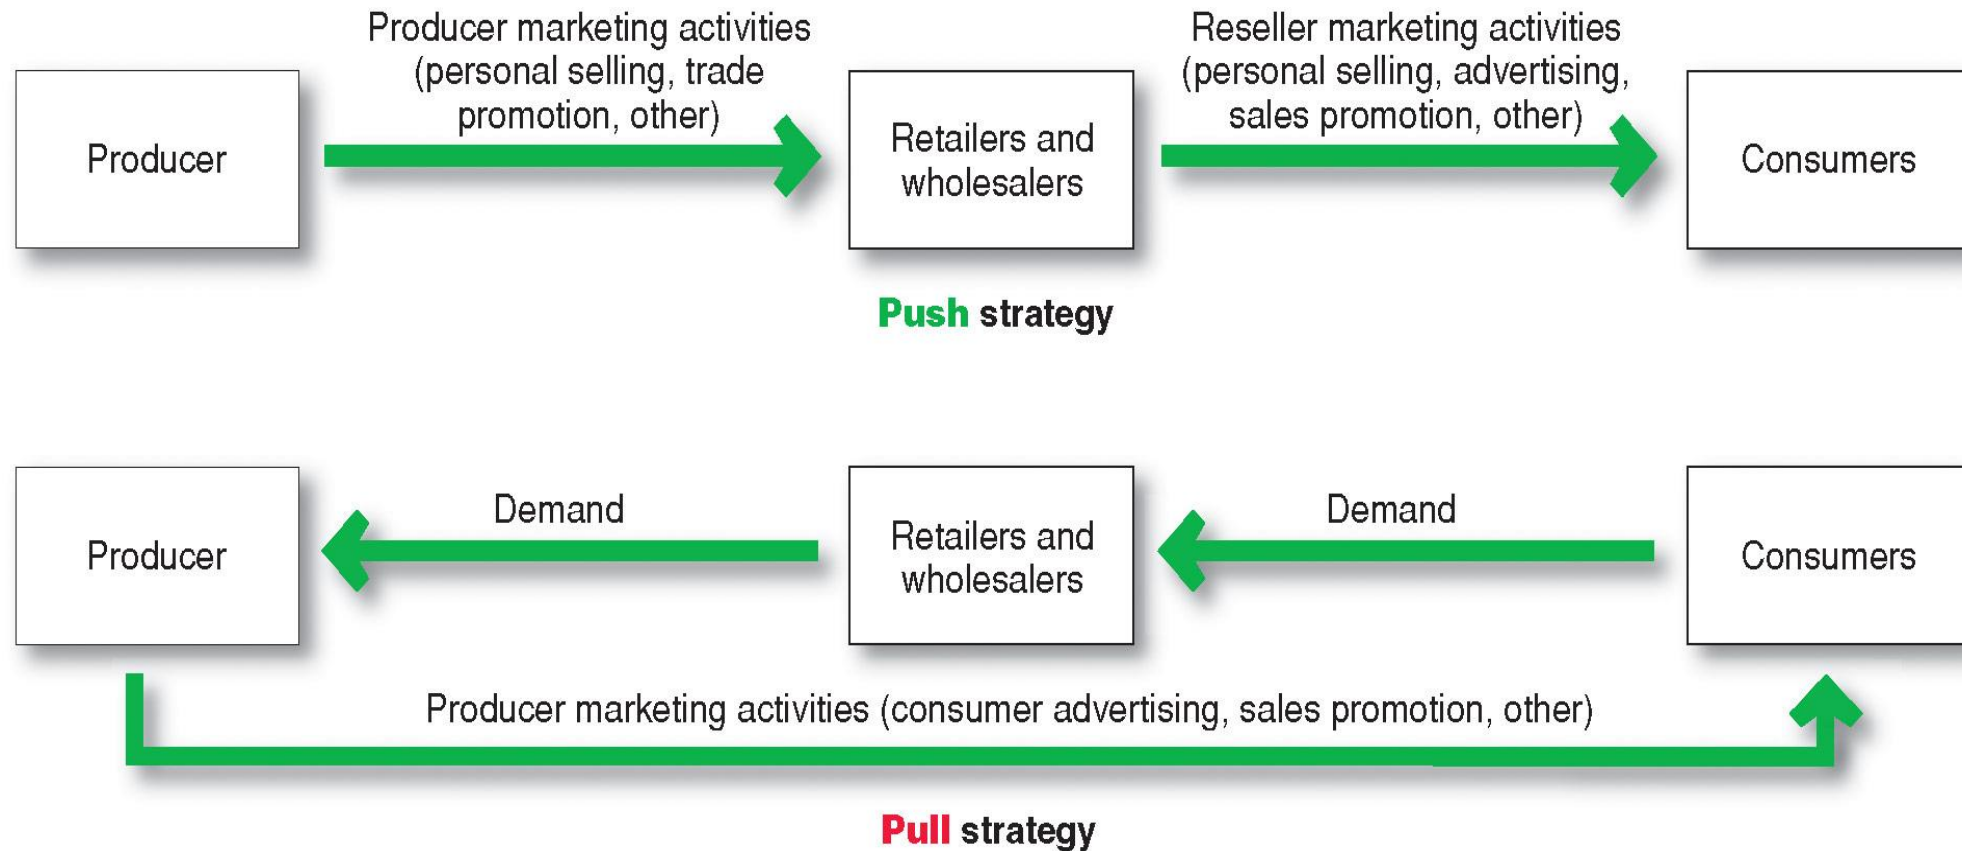 Producer marketing activities
(personal selling, trade
promotion, other)
Reseller marketing activities
(personal selling, advertising,
sales promotion, other)
Producer
Retailers and
wholesalers
Consumers
Push strategy
Demand
Demand
Producer
Retailers and
wholesalers
Consumers
Producer marketing activities (consumer advertising, sales promotion, other)
Pull strategy